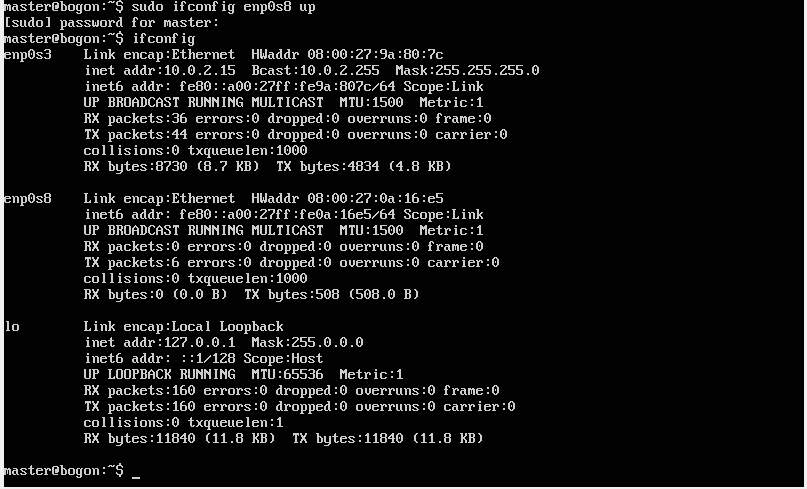 master@bogon:~$ sudo ifconfig enp0s8 up
[sudo] password for master:
master@bogon:~$ ifconfig
enp0s3    Link encap:Ethernet  HWaddr 08:00:27:9a:80:7c
          inet addr:10.0.2.15  Bcast:10.0.2.255  Mask:255.255.255.0
          inet6 addr: fe80::a00:27ff:fe9a:807c/64 Scope:Link
          UP BROADCAST RUNNING MULTICAST  MTU:1500  Metric:1
          RX packets:36 errors:0 dropped:0 overruns:0 frame:0
          TX packets:44 errors:0 dropped:0 overruns:0 carrier:0
          collisions:0 txqueuelen:1000
          RX bytes:8730 (8.7 KB)  TX bytes:4834 (4.8 KB)

enp0s8    Link encap:Ethernet  HWaddr 08:00:27:0a:16:e5
          inet6 addr: fe80::a00:27ff:fe0a:16e5/64 Scope:Link
          UP BROADCAST RUNNING MULTICAST  MTU:1500  Metric:1
          RX packets:0 errors:0 dropped:0 overruns:0 frame:0
          TX packets:6 errors:0 dropped:0 overruns:0 carrier:0
          collisions:0 txqueuelen:1000
          RX bytes:0 (0.0 B)  TX bytes:508 (508.0 B)

lo        Link encap:Local Loopback
          inet addr:127.0.0.1  Mask:255.0.0.0
          inet6 addr: ::1/128 Scope:Host
          UP LOOPBACK RUNNING  MTU:65536  Metric:1
          RX packets:160 errors:0 dropped:0 overruns:0 frame:0
          TX packets:160 errors:0 dropped:0 overruns:0 carrier:0
          collisions:0 txqueuelen:1
          RX bytes:11840 (11.8 KB)  TX bytes:11840 (11.8 KB)

master@bogon:~$ _